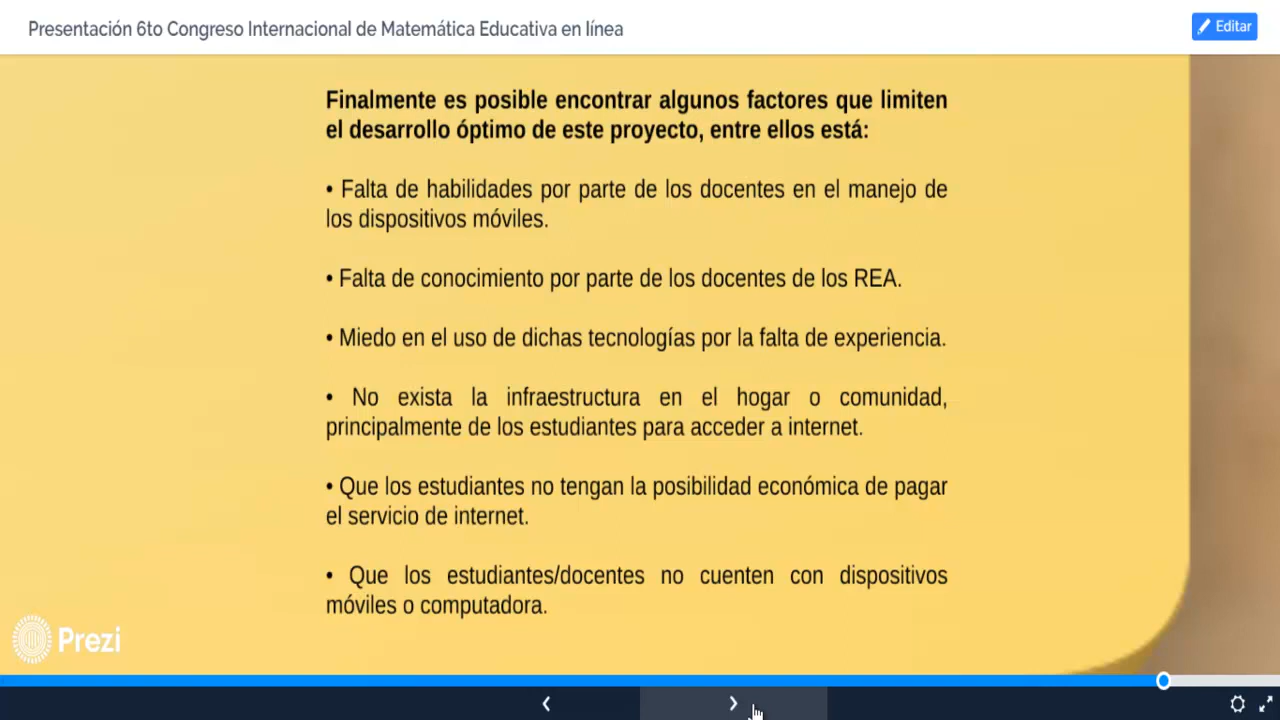 Presentación 6to Congreso Internacional de Matemática Educativa en línea
Editar
Finalmente es posible encontrar algunos factores que limiten
el desarrollo óptimo de este proyecto, entre ellos está:
• Falta de habilidades por parte de los docentes en el manejo de
los dispositivos móviles.
• Falta de conocimiento por parte de los docentes de los REA.
• Miedo en el uso de dichas tecnologías por la falta de experiencia.
• No exista la infraestructura en el hogar o comunidad,
principalmente de los estudiantes para acceder a internet.
• Que los estudiantes no tengan la posibilidad económica de pagar
el servicio de internet.
• Que los estudiantes/docentes no cuenten con dispositivos
móviles o computadora.
Prezi